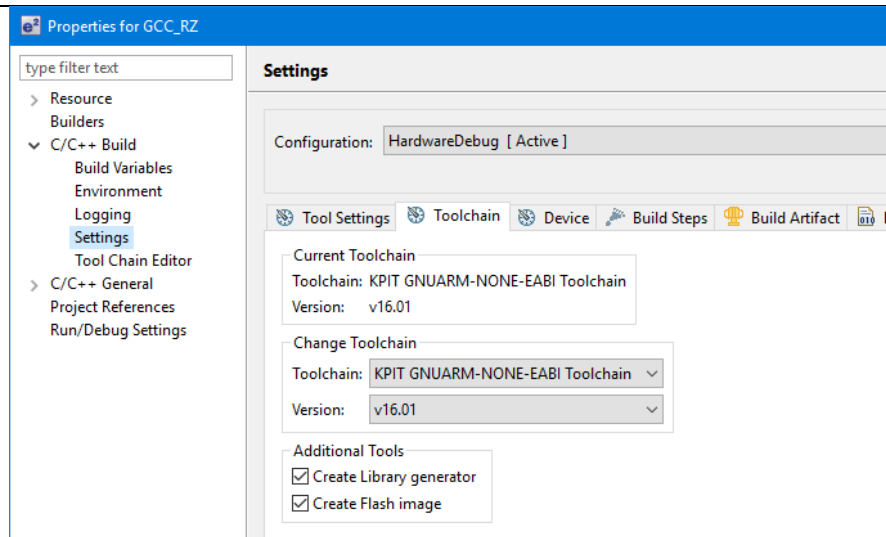 e² Properties for GCC_RZ
type filter text
Settings
Resource
Builders
C/C++ Build
Build Variables
Environment
Logging
Settings
Tool Chain Editor
C/C++ General
Project References
Run/Debug Settings
Configuration: HardwareDebug [ Active ]
Tool Settings Toolchain Device Build Steps Build Artifact
Current Toolchain
Toolchain: KPIT GNUARM-NONE-EABI Toolchain
Version: v16.01
Change Toolchain
Toolchain: KPIT GNUARM-NONE-EABI Toolchain
Version: v16.01
Additional Tools
Create Library generator
Create Flash image